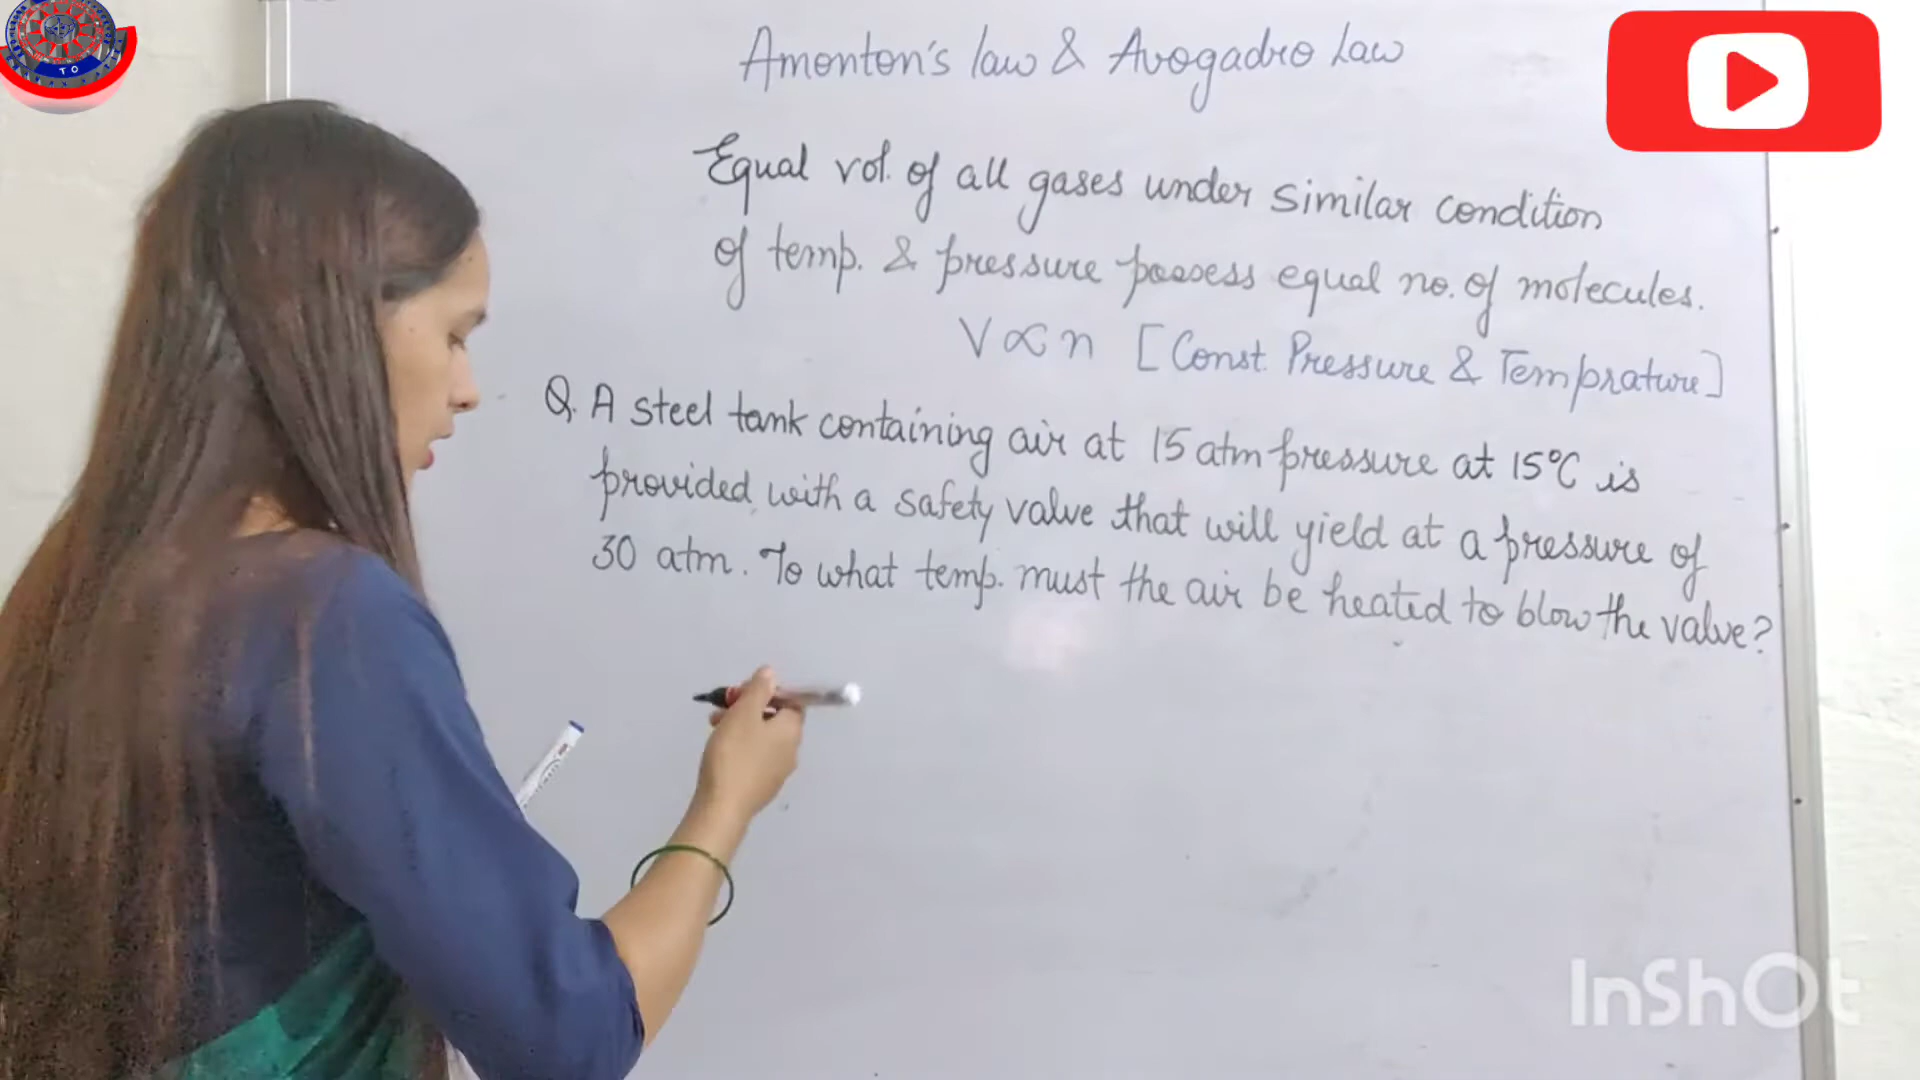 Amonton's law & Avogadro Law
Equal vol. of all gases under similar condition
of temp. & pressure possess equal no. of molecules.
V ∝ n [Const. Pressure & Temprature]
Q. A steel tank containing air at 15 atm pressure at 15°C is
provided with a safety valve that will yield at a pressure of
30 atm. To what temp. must the air be heated to blow the valve?
TO
InShOt